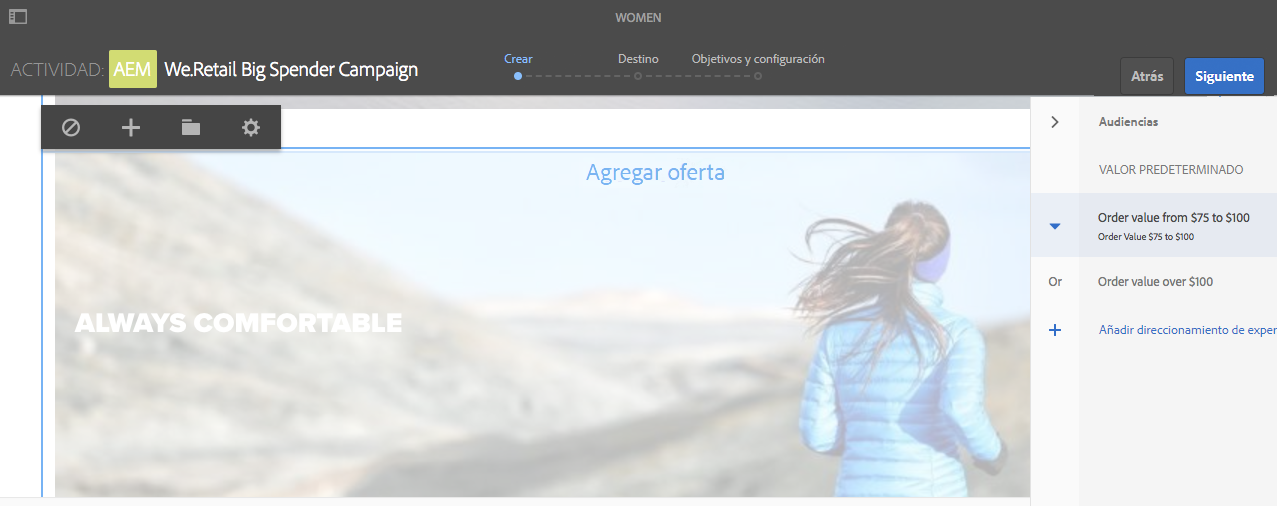 WOMEN
ACTIVIDAD: AEM We.Retail Big Spender Campaign
Crear Destino Objetivos y configuración
Atrás Siguiente
Audiencias
VALOR PREDETERMINADO
Agregar oferta
Order value from $75 to $100
Order Value $75 to $100
Or Order value over $100
ALWAYS COMFORTABLE
Añadir direccionamiento de exper